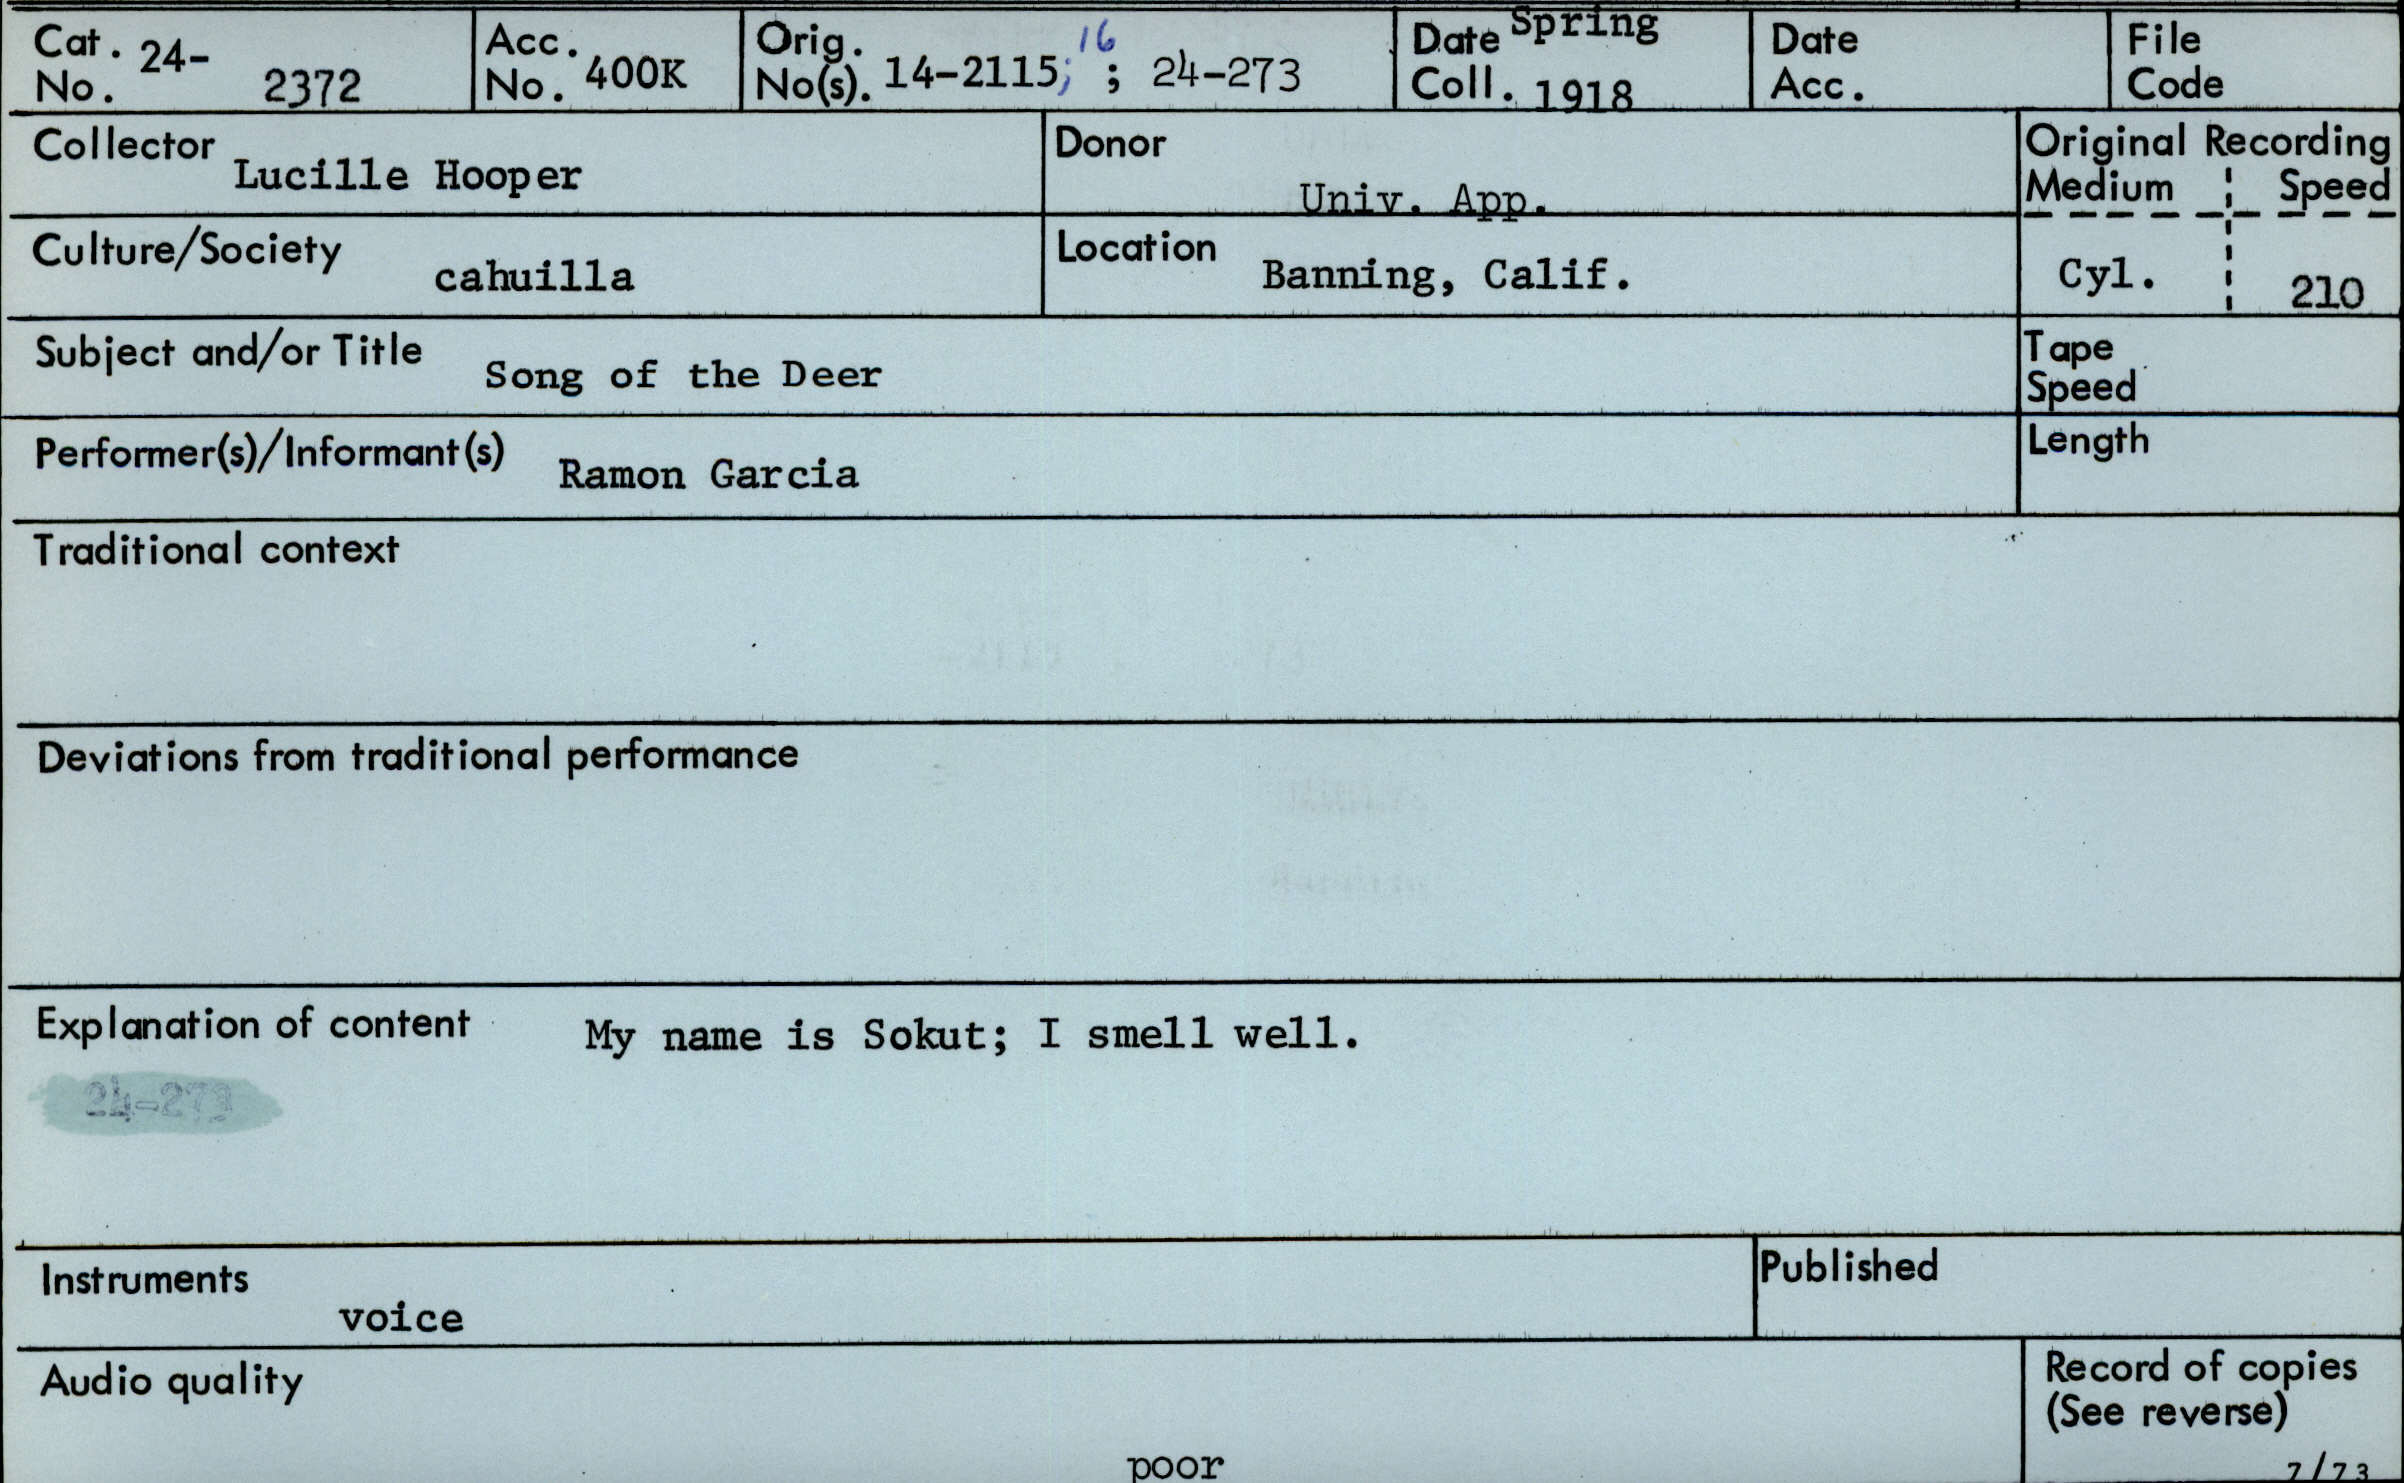 Cat. No. 24-2372
Acc. No. 400K
Orig. No(s). 14-2115; 16 ; 24-273
Date Coll. Spring 1918
Date Acc.
File Code
Collector Lucille Hooper
Donor Univ. App.
Original Recording
Medium Speed
Culture/Society cahuilla
Location Banning, Calif.
Cyl. 210
Subject and/or Title Song of the Deer
Tape Speed
Performer(s)/Informant(s) Ramon Garcia
Length
Traditional context
Deviations from traditional performance
Explanation of content My name is Sokut; I smell well.
24-273
Instruments voice
Published
Audio quality poor
Record of copies
(See reverse)
7/73